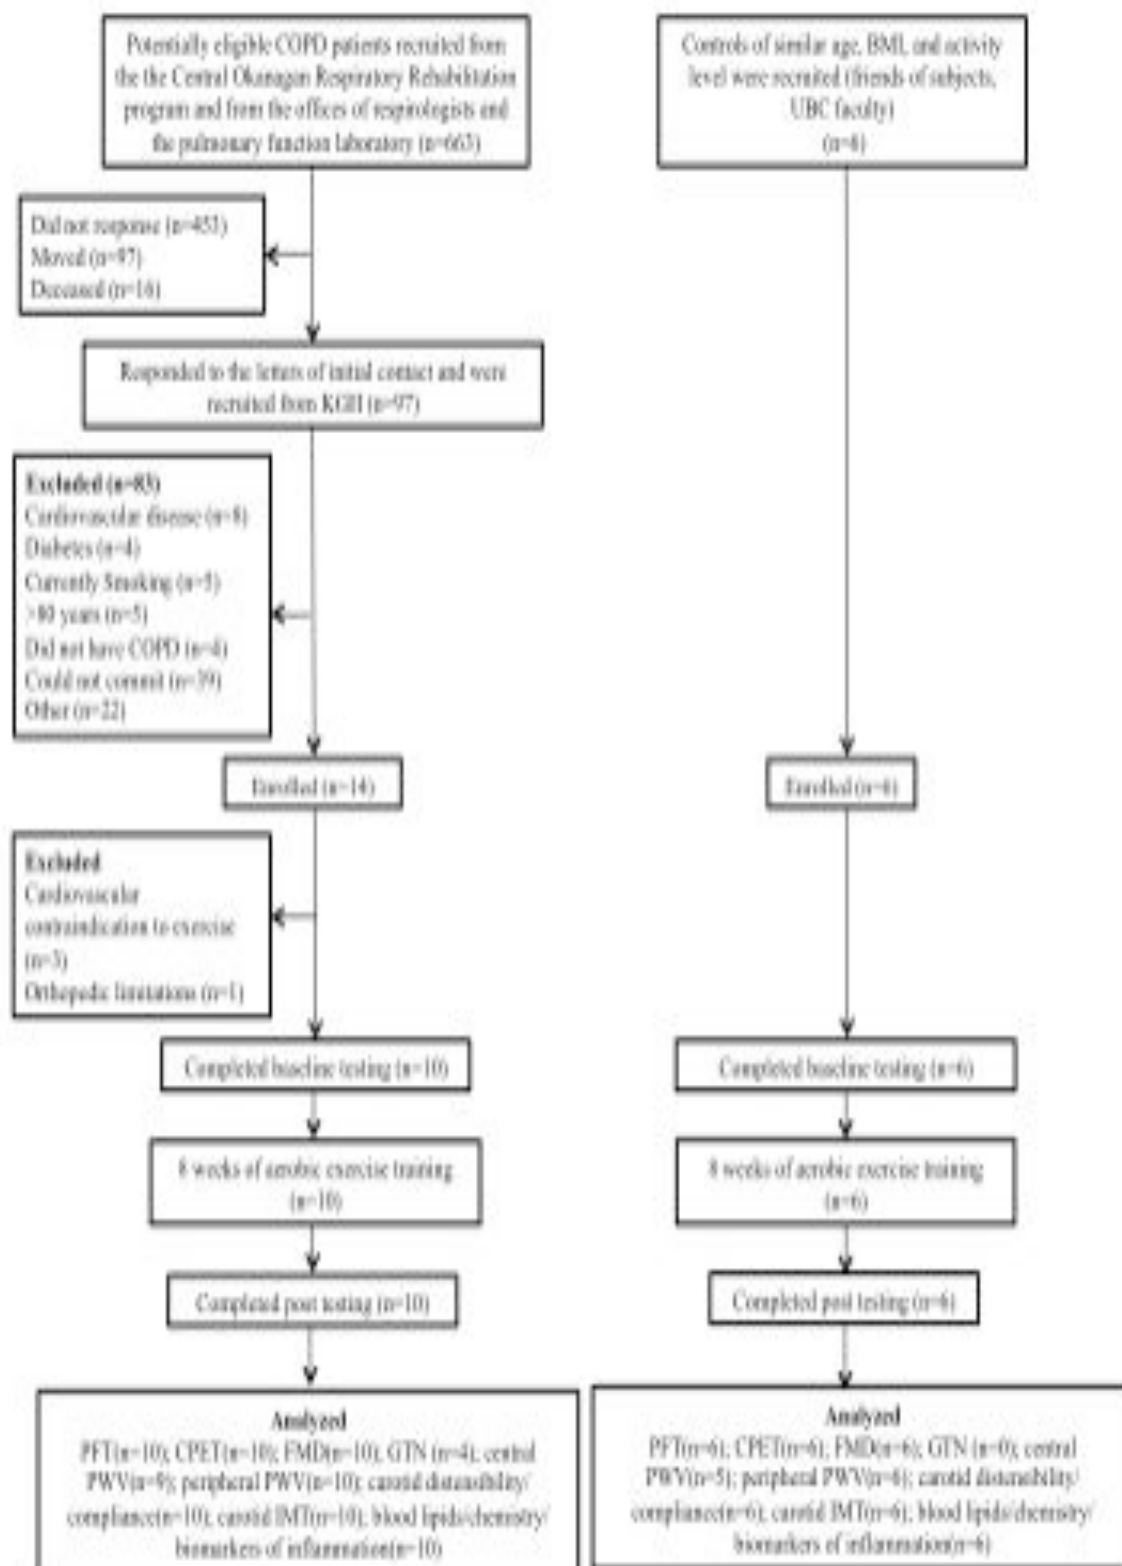 Potentially eligible COPD patients recruited from
the the Central Okanagan Respiratory Rehabilitation
program and from the offices of respirologists and
the pulmonary function laboratory (n=663)
Controls of similar age, BMI, and activity
level were recruited (friends of subjects,
UBC faculty)
(n=6)
Did not response (n=453)
Moved (n=97)
Deceased (n=16)
Responded to the letters of initial contact and were
recruited from KGH (n=97)
Excluded (n=83)
Cardiovascular disease (n=8)
Diabetes (n=4)
Currently Smoking (n=5)
>80 years (n=5)
Did not have COPD (n=4)
Could not commit (n=39)
Other (n=22)
Enrolled (n=14)
Enrolled (n=6)
Excluded
Cardiovascular
contraindication to exercise
(n=3)
Orthopedic limitations (n=1)
Completed baseline testing (n=10)
Completed baseline testing (n=6)
8 weeks of aerobic exercise training
(n=10)
8 weeks of aerobic exercise training
(n=6)
Completed post testing (n=10)
Completed post testing (n=6)
Analyzed
PFT(n=10); CPET(n=10); FMD(n=10); GTN (n=4); central
PWV(n=9); peripheral PWV(n=10); carotid distensibility/
compliance(n=10); carotid IMT(n=10); blood lipids/chemistry/
biomarkers of inflammation(n=10)
Analyzed
PFT(n=6); CPET(n=6); FMD(n=6); GTN (n=0); central
PWV(n=5); peripheral PWV(n=6); carotid distensibility/
compliance(n=6); carotid IMT(n=6); blood lipids/chemistry/
biomarkers of inflammation(n=6)